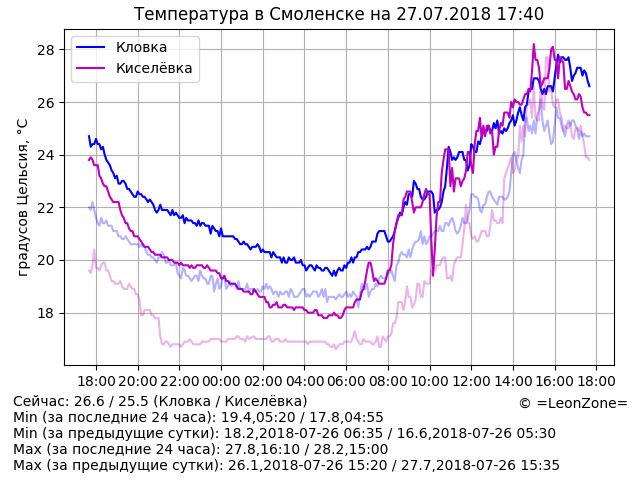 Температура в Смоленске на 27.07.2018 17:40
Кловка
Киселёвка
градусов Цельсия, °C
28
26
24
22
20
18
18:00 20:00 22:00 00:00 02:00 04:00 06:00 08:00 10:00 12:00 14:00 16:00 18:00
Сейчас: 26.6 / 25.5 (Кловка / Киселёвка)
© =LeonZone=
Min (за последние 24 часа): 19.4,05:20 / 17.8,04:55
Min (за предыдущие сутки): 18.2,2018-07-26 06:35 / 16.6,2018-07-26 05:30
Max (за последние 24 часа): 27.8,16:10 / 28.2,15:00
Max (за предыдущие сутки): 26.1,2018-07-26 15:20 / 27.7,2018-07-26 15:35